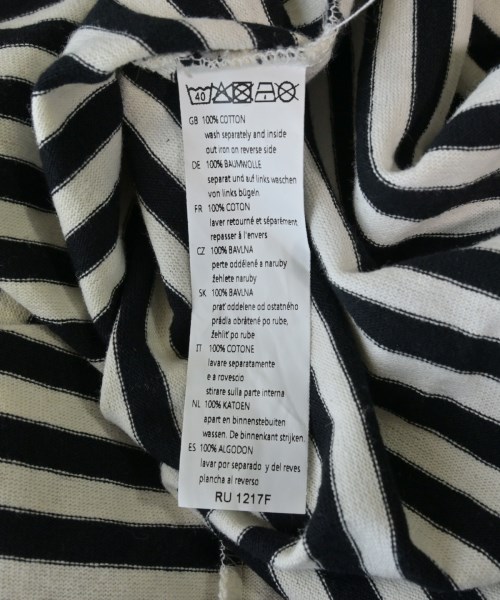 40
GB 100% COTTON
wash separately and inside
out iron on reverse side
DE 100% BAUMWOLLE
separat und auf links waschen
von links bügeln.
FR 100% COTON
laver retourné et séparément
repasser à l'envers
CZ 100% BAVLNA
perte oddělené a naruby
žehlete naruby
SK 100% BAVLNA
prať oddelene od ostatného
prádla obrátené po rube,
žehliť po rube
IT 100% COTONE
lavare separatamente
e a rovescio
stirare sulla parte interna
NL 100% KATOEN
apart en binnenstebuiten
wassen. De binnenkant strijken.
ES 100% ALGODON
lavar por separado y del reves
plancha al reverso
RU 1217F